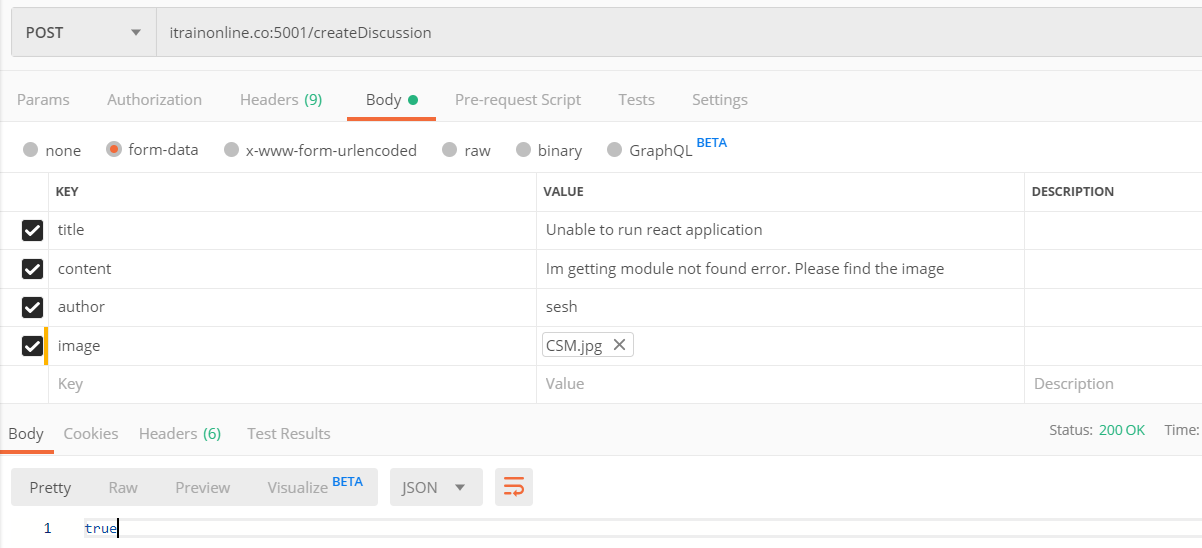 POST itrainonline.co:5001/createDiscussion
Params Authorization Headers (9) Body Pre-request Script Tests Settings
none form-data x-www-form-urlencoded raw binary GraphQL BETA
KEY VALUE DESCRIPTION
title Unable to run react application
content Im getting module not found error. Please find the image
author sesh
image CSM.jpg
Key Value Description
Body Cookies Headers (6) Test Results Status: 200 OK Time:
Pretty Raw Preview Visualize BETA JSON
1 true